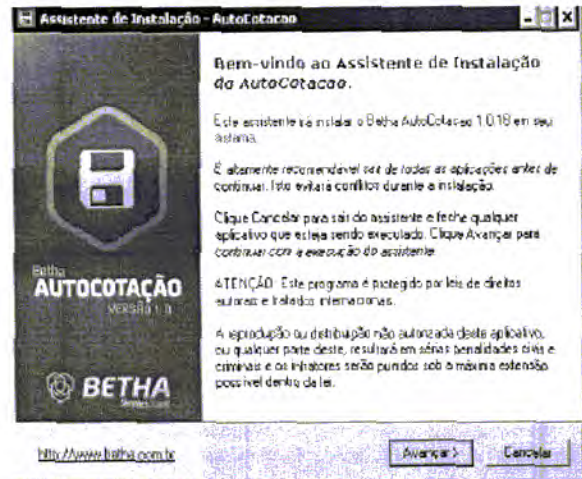 Assistente de Instalação - AutoCotacao
Bem-vindo ao Assistente de Instalação
do AutoCotacao.
Este assistente irá instalar o Betha AutoCotacao 1.0.18 em seu
sistema.
É altamente recomendável sair de todas as aplicações antes de
continuar. Isto evitará conflitos durante a instalação.
Clique Cancelar para sair do assistente e feche qualquer
aplicativo que esteja sendo executado. Clique Avançar para
continuar com a execução do assistente.
ATENÇÃO: Este programa é protegido por leis de direitos
autorais e tratados internacionais.
A reprodução ou distribuição não autorizada deste aplicativo,
ou qualquer parte deste, resultará em sérias penalidades civis e
criminais e os infratores serão punidos sob a máxima extensão
possível dentro da lei.
Betha
AUTOCOTAÇÃO
VERSÃO 1.0
BETHA
http://www.betha.com.br
Avançar >
Cancelar